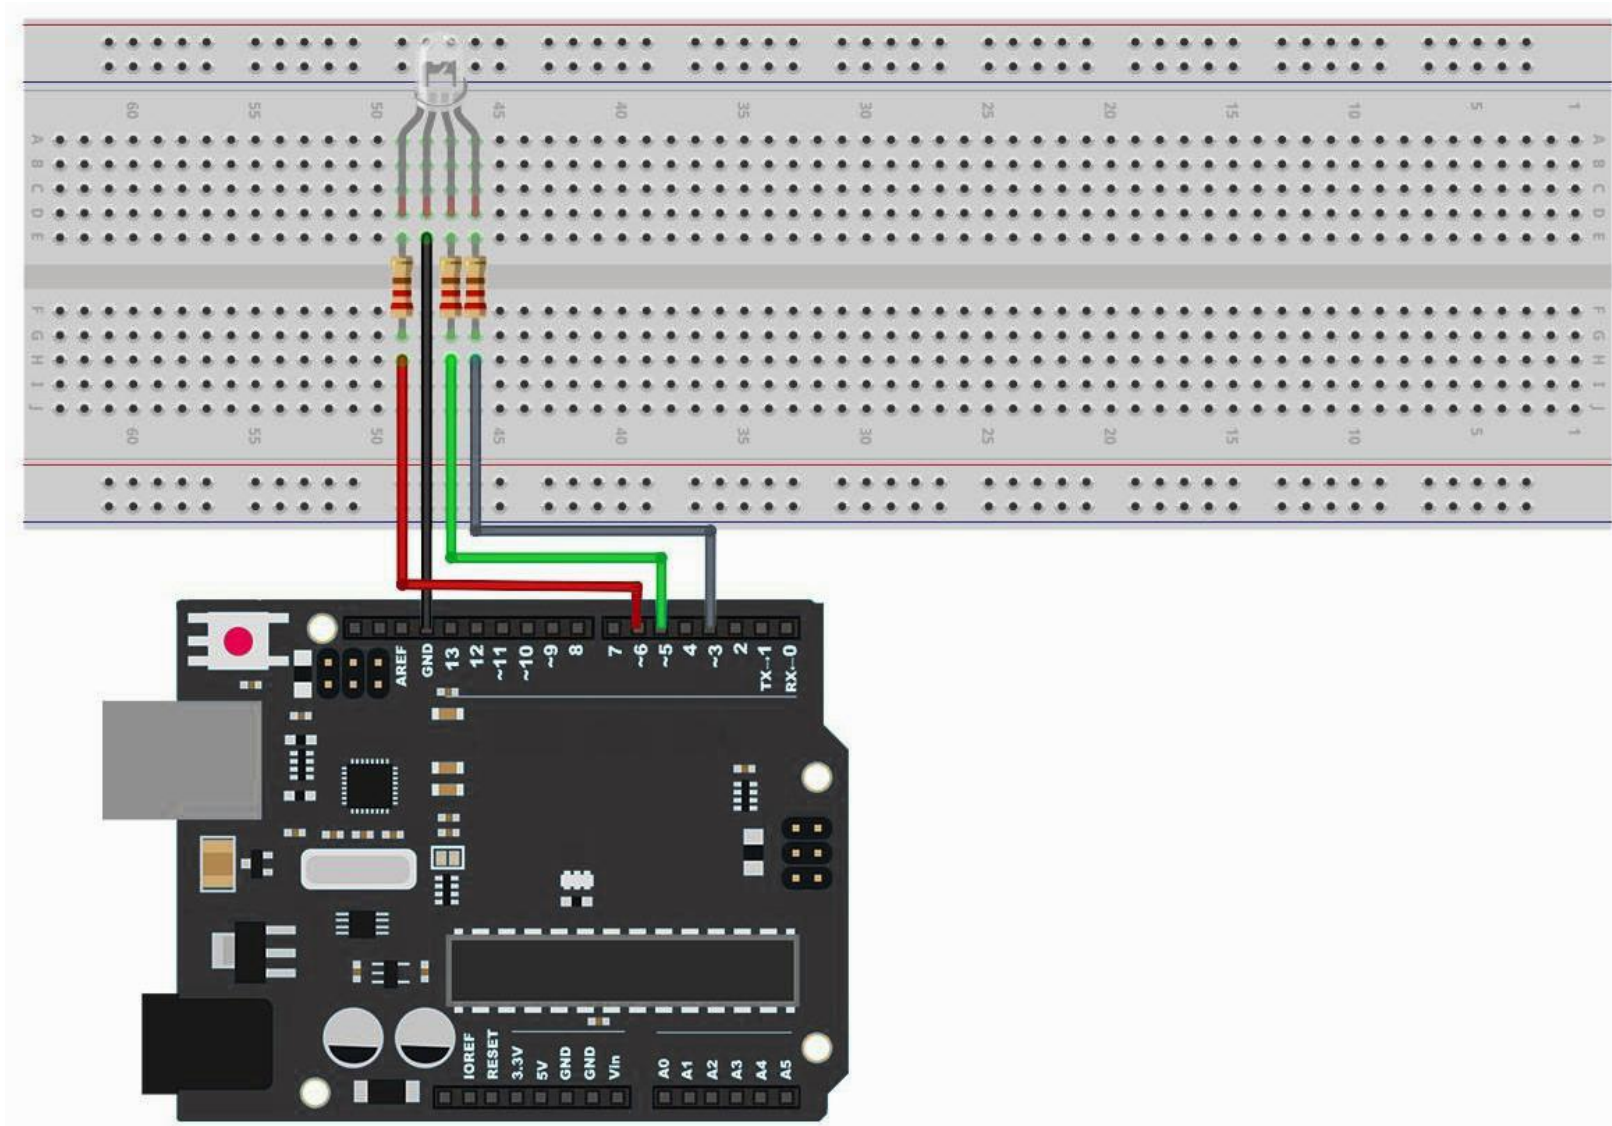 60 55 50 45 40 35 30 25 20 15 10 5 1
A A
B B
C C
D D
E E
F F
G G
H H
I I
J J
60 55 50 45 40 35 30 25 20 15 10 5 1
AREF GND 13 12 ~11 ~10 ~9 8 7 ~6 ~5 4 ~3 2 TX→1 RX←0
IOREF RESET 3.3V 5V GND GND Vin A0 A1 A2 A3 A4 A5